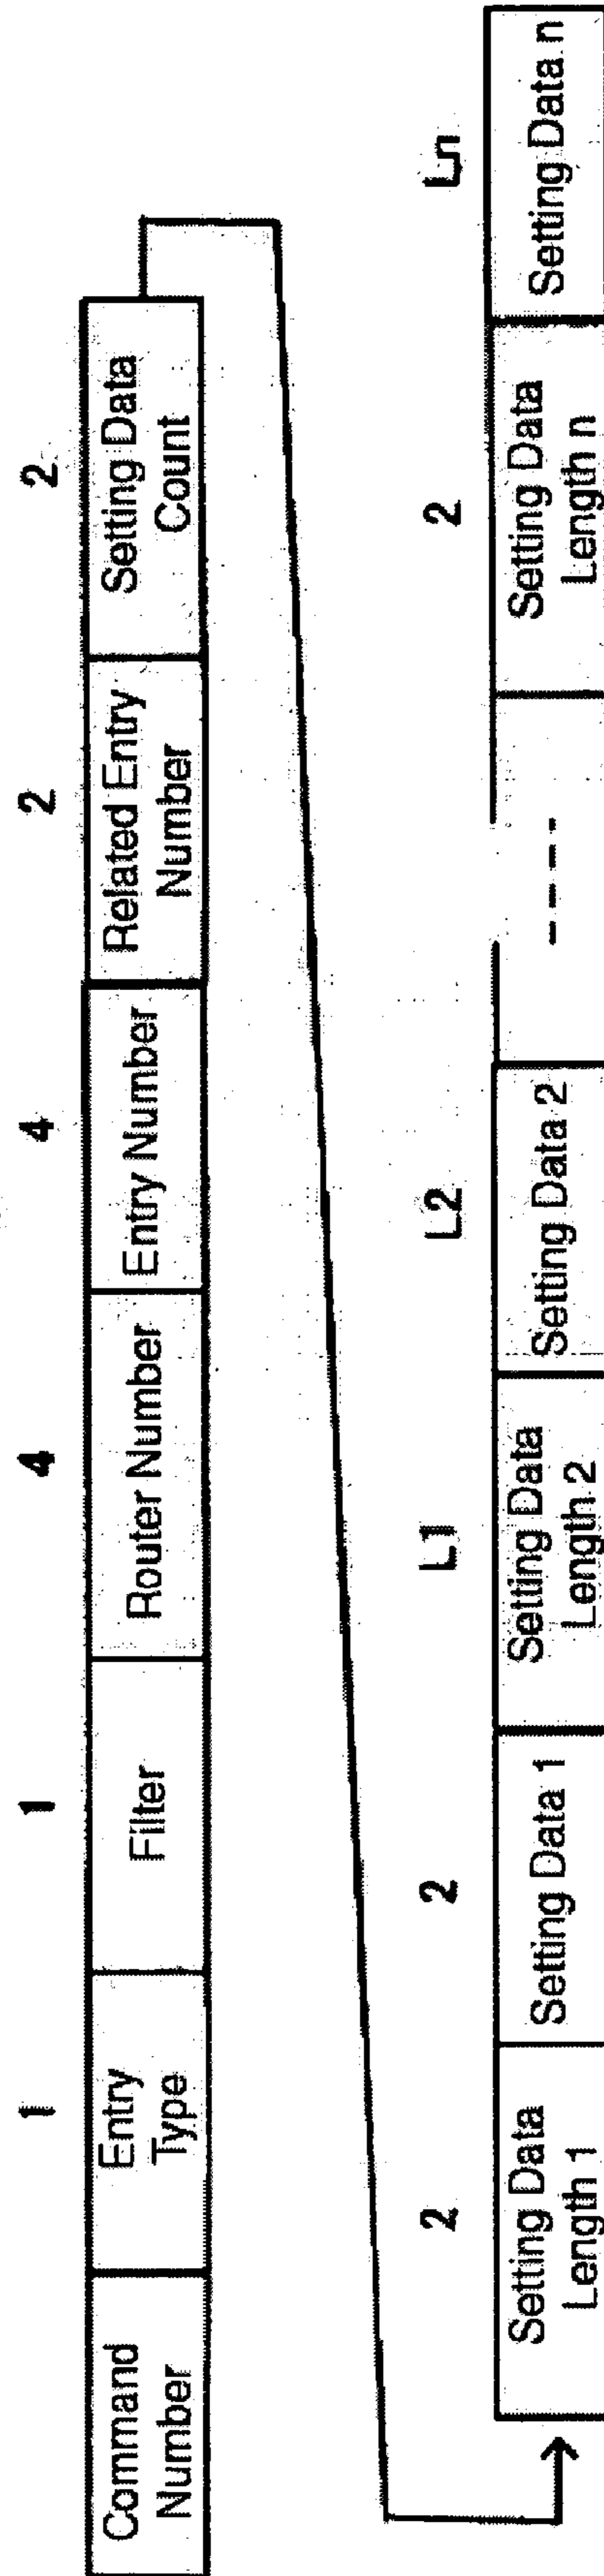 1
1
4
4
2
2
Command
Number
Entry
Type
Filter
Router Number
Entry Number
Related Entry
Number
Setting Data
Count
2
2
L1
L2
2
Ln
Setting Data
Length 1
Setting Data 1
Setting Data
Length 2
Setting Data 2
----
Setting Data
Length n
Setting Data n